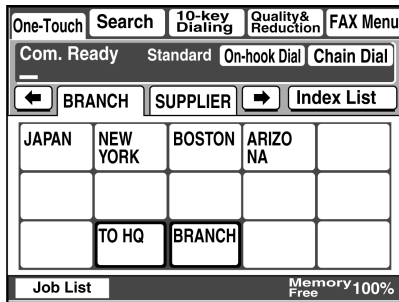 One-Touch Search 10-key Dialing Quality& Reduction FAX Menu
Com. Ready Standard On-hook Dial Chain Dial
BRANCH SUPPLIER Index List
JAPAN NEW YORK BOSTON ARIZO NA
TO HQ BRANCH
Job List Memory Free 100%